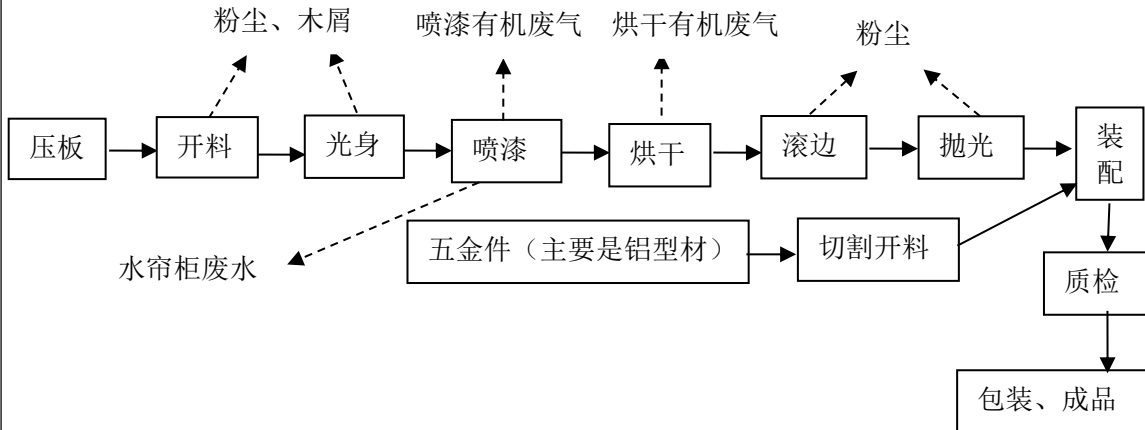 粉尘、木屑
喷漆有机废气
烘干有机废气
粉尘
压板
开料
光身
喷漆
烘干
滚边
抛光
装
配
水帘柜废水
五金件（主要是铝型材）
切割开料
质检
包装、成品